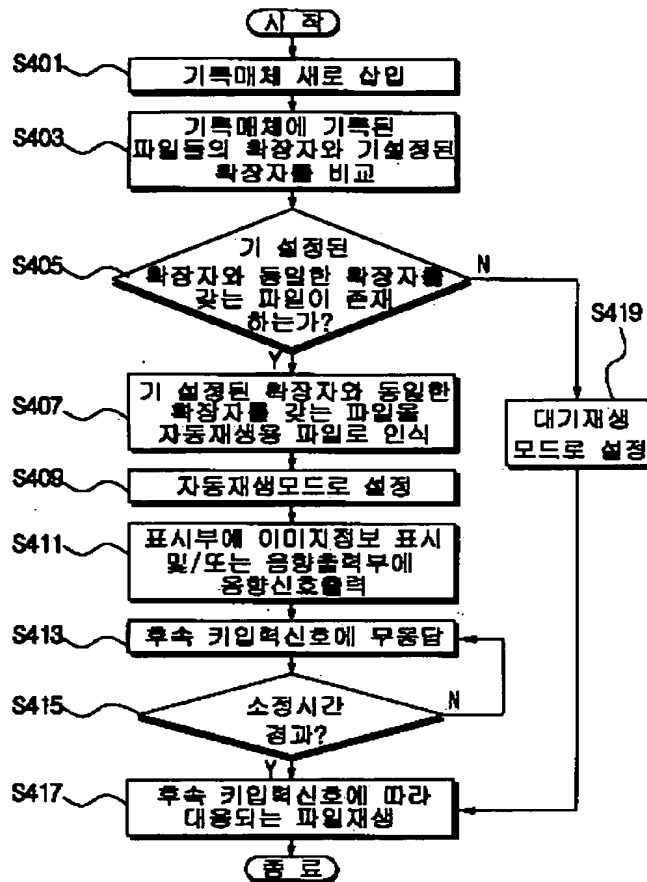 시 작
S401
기록매체 새로 삽입
S403
기록매체에 기록된
파일들의 확장자와 기설정된
확장자를 비교
S405
기 설정된
확장자와 동일한 확장자를
갖는 파일이 존재
하는가?
N
Y
S419
대기재생
모드로 설정
S407
기 설정된 확장자와 동일한
확장자를 갖는 파일을
자동재생용 파일로 인식
S409
자동재생모드로 설정
S411
표시부에 이미지정보 표시
및/또는 음향출력부에
음향신호출력
S413
후속 키입력신호에 무응답
S415
소정시간
경과?
N
Y
S417
후속 키입력신호에 따라
대응되는 파일재생
종 료